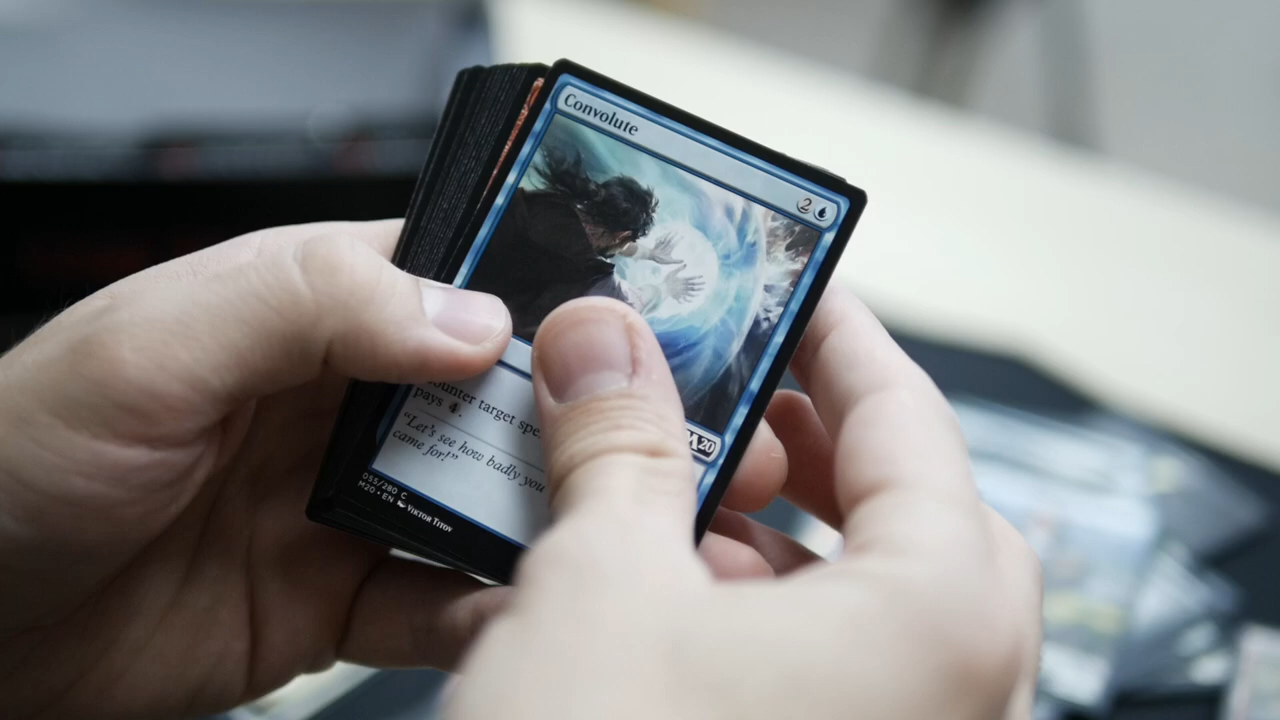 Convolute
2
counter target spe
pays 4.
"Let's see how badly you
came for!"
M20
055/280 C
M20 • EN VIKTOR TITOV